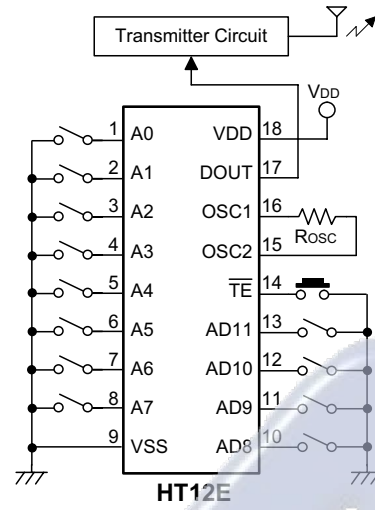 Transmitter Circuit
VDD
1 A0 VDD 18
2 A1 DOUT 17
3 A2 OSC1 16
ROSC
4 A3 OSC2 15
5 A4 T̅E̅ 14
6 A5 AD11 13
7 A6 AD10 12
8 A7 AD9 11
9 VSS AD8 10
HT12E